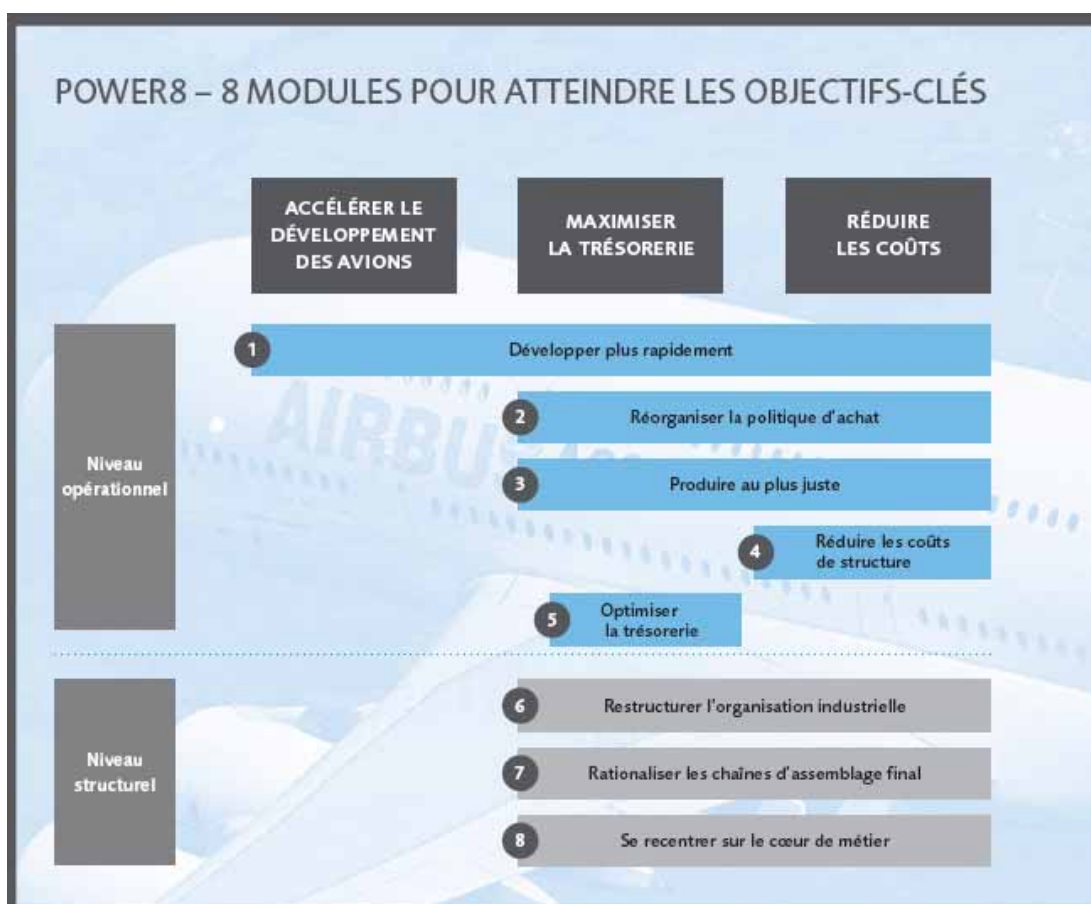 POWER8 – 8 MODULES POUR ATTEINDRE LES OBJECTIFS-CLÉS
ACCÉLÉRER LE
DÉVELOPPEMENT
DES AVIONS
MAXIMISER
LA TRÉSORERIE
RÉDUIRE
LES COÛTS
Niveau
opérationnel
1 Développer plus rapidement
2 Réorganiser la politique d'achat
3 Produire au plus juste
4 Réduire les coûts
de structure
5 Optimiser
la trésorerie
AIRBUS
Niveau
structurel
6 Restructurer l'organisation industrielle
7 Rationaliser les chaînes d'assemblage final
8 Se recentrer sur le cœur de métier